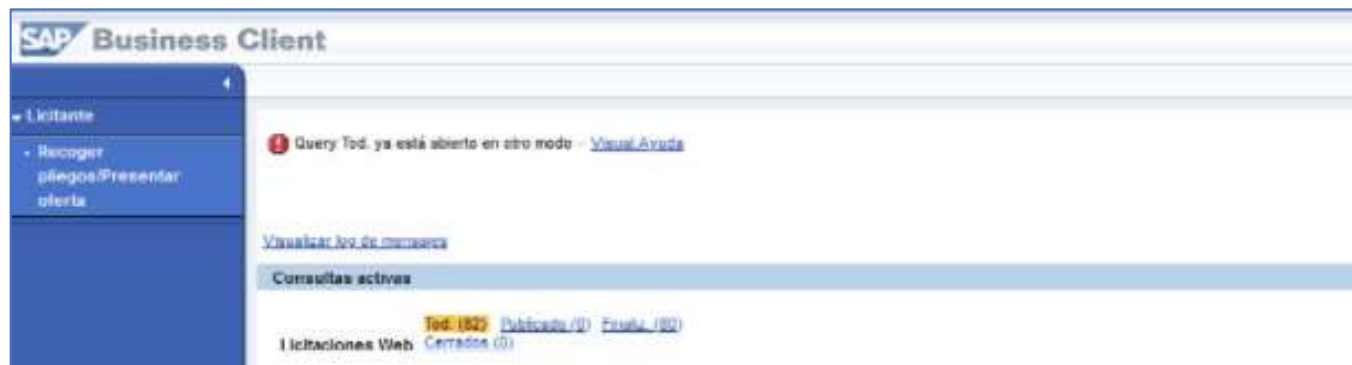 SAP Business Client
Licitante
Recoger
pliegos/Presentar
oferta
Query Tod. ya está abierto en otro modo - Visual.Ayuda
Visualizar log de mensajes
Consultas activas
Tod. (82) Publicado (0) Finaliz. (82)
Licitaciones Web Cerrados (0)